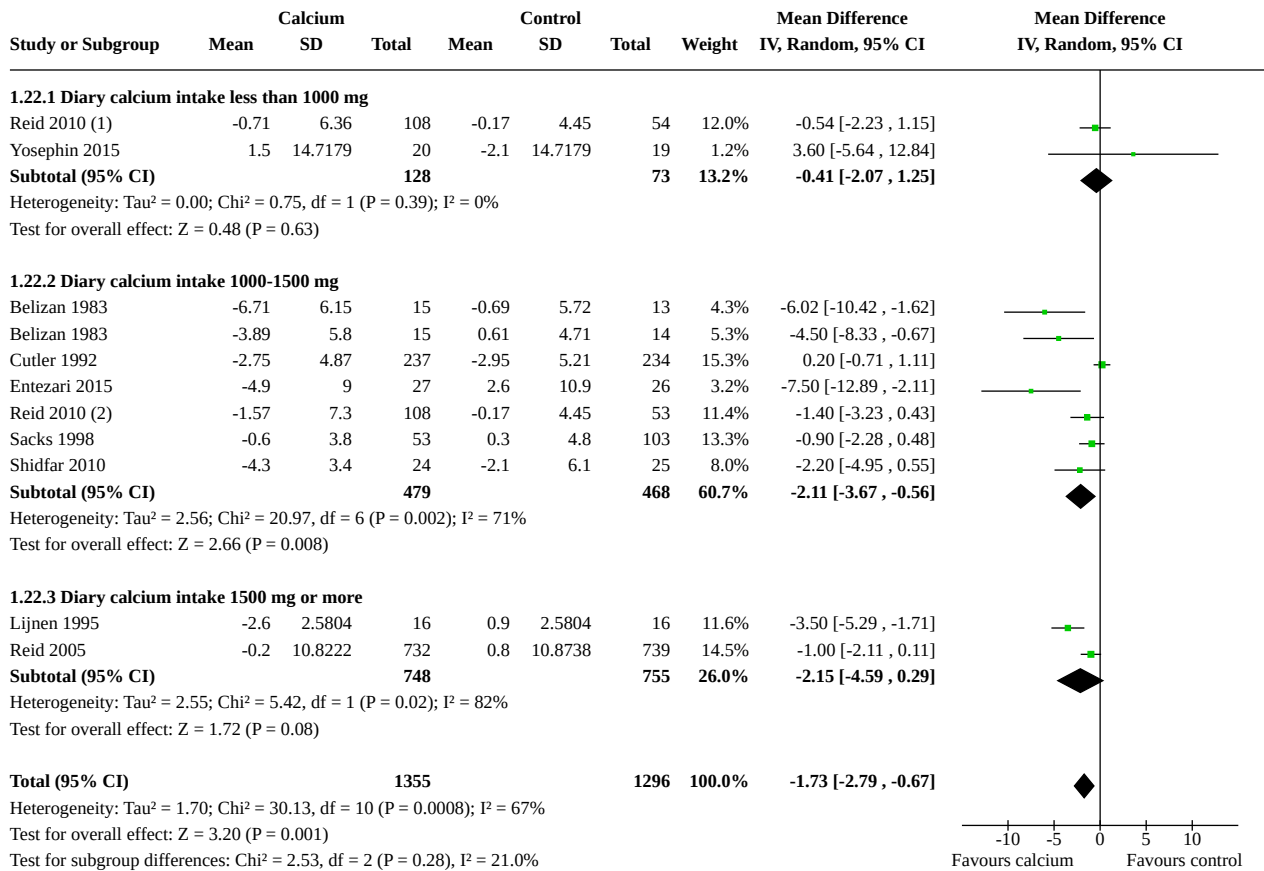 Calcium Control Mean Difference Mean Difference
Study or Subgroup Mean SD Total Mean SD Total Weight IV, Random, 95% CI IV, Random, 95% CI
1.22.1 Diary calcium intake less than 1000 mg
Reid 2010 (1) -0.71 6.36 108 -0.17 4.45 54 12.0% -0.54 [-2.23 , 1.15]
Yosephin 2015 1.5 14.7179 20 -2.1 14.7179 19 1.2% 3.60 [-5.64 , 12.84]
Subtotal (95% CI) 128 73 13.2% -0.41 [-2.07 , 1.25]
Heterogeneity: Tau² = 0.00; Chi² = 0.75, df = 1 (P = 0.39); I² = 0%
Test for overall effect: Z = 0.48 (P = 0.63)
1.22.2 Diary calcium intake 1000-1500 mg
Belizan 1983 -6.71 6.15 15 -0.69 5.72 13 4.3% -6.02 [-10.42 , -1.62]
Belizan 1983 -3.89 5.8 15 0.61 4.71 14 5.3% -4.50 [-8.33 , -0.67]
Cutler 1992 -2.75 4.87 237 -2.95 5.21 234 15.3% 0.20 [-0.71 , 1.11]
Entezari 2015 -4.9 9 27 2.6 10.9 26 3.2% -7.50 [-12.89 , -2.11]
Reid 2010 (2) -1.57 7.3 108 -0.17 4.45 53 11.4% -1.40 [-3.23 , 0.43]
Sacks 1998 -0.6 3.8 53 0.3 4.8 103 13.3% -0.90 [-2.28 , 0.48]
Shidfar 2010 -4.3 3.4 24 -2.1 6.1 25 8.0% -2.20 [-4.95 , 0.55]
Subtotal (95% CI) 479 468 60.7% -2.11 [-3.67 , -0.56]
Heterogeneity: Tau² = 2.56; Chi² = 20.97, df = 6 (P = 0.002); I² = 71%
Test for overall effect: Z = 2.66 (P = 0.008)
1.22.3 Diary calcium intake 1500 mg or more
Lijnen 1995 -2.6 2.5804 16 0.9 2.5804 16 11.6% -3.50 [-5.29 , -1.71]
Reid 2005 -0.2 10.8222 732 0.8 10.8738 739 14.5% -1.00 [-2.11 , 0.11]
Subtotal (95% CI) 748 755 26.0% -2.15 [-4.59 , 0.29]
Heterogeneity: Tau² = 2.55; Chi² = 5.42, df = 1 (P = 0.02); I² = 82%
Test for overall effect: Z = 1.72 (P = 0.08)
Total (95% CI) 1355 1296 100.0% -1.73 [-2.79 , -0.67]
Heterogeneity: Tau² = 1.70; Chi² = 30.13, df = 10 (P = 0.0008); I² = 67%
Test for overall effect: Z = 3.20 (P = 0.001)
-10 -5 0 5 10
Test for subgroup differences: Chi² = 2.53, df = 2 (P = 0.28), I² = 21.0%
Favours calcium Favours control